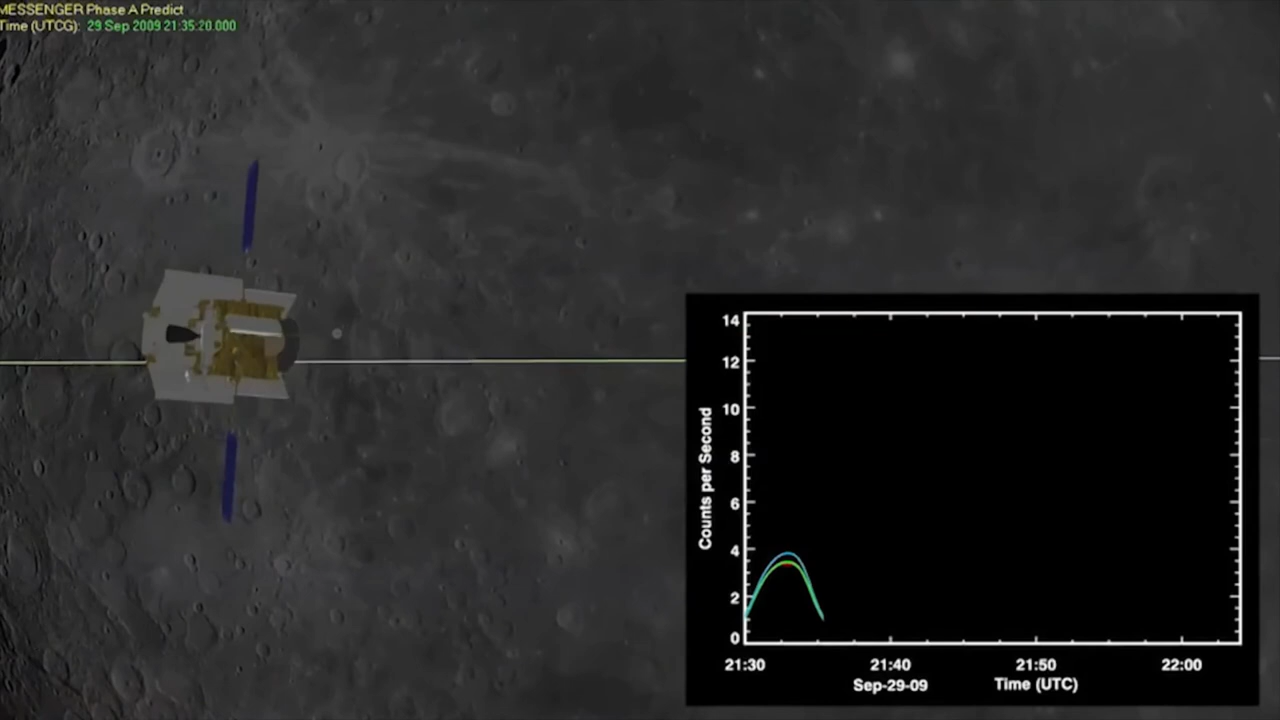 MESSENGER Phase A Predict
Time (UTCG): 29 Sep 2009 21:35:20.000
14
12
10
8
6
4
2
0
Counts per Second
21:30 21:40 21:50 22:00
Sep-29-09 Time (UTC)